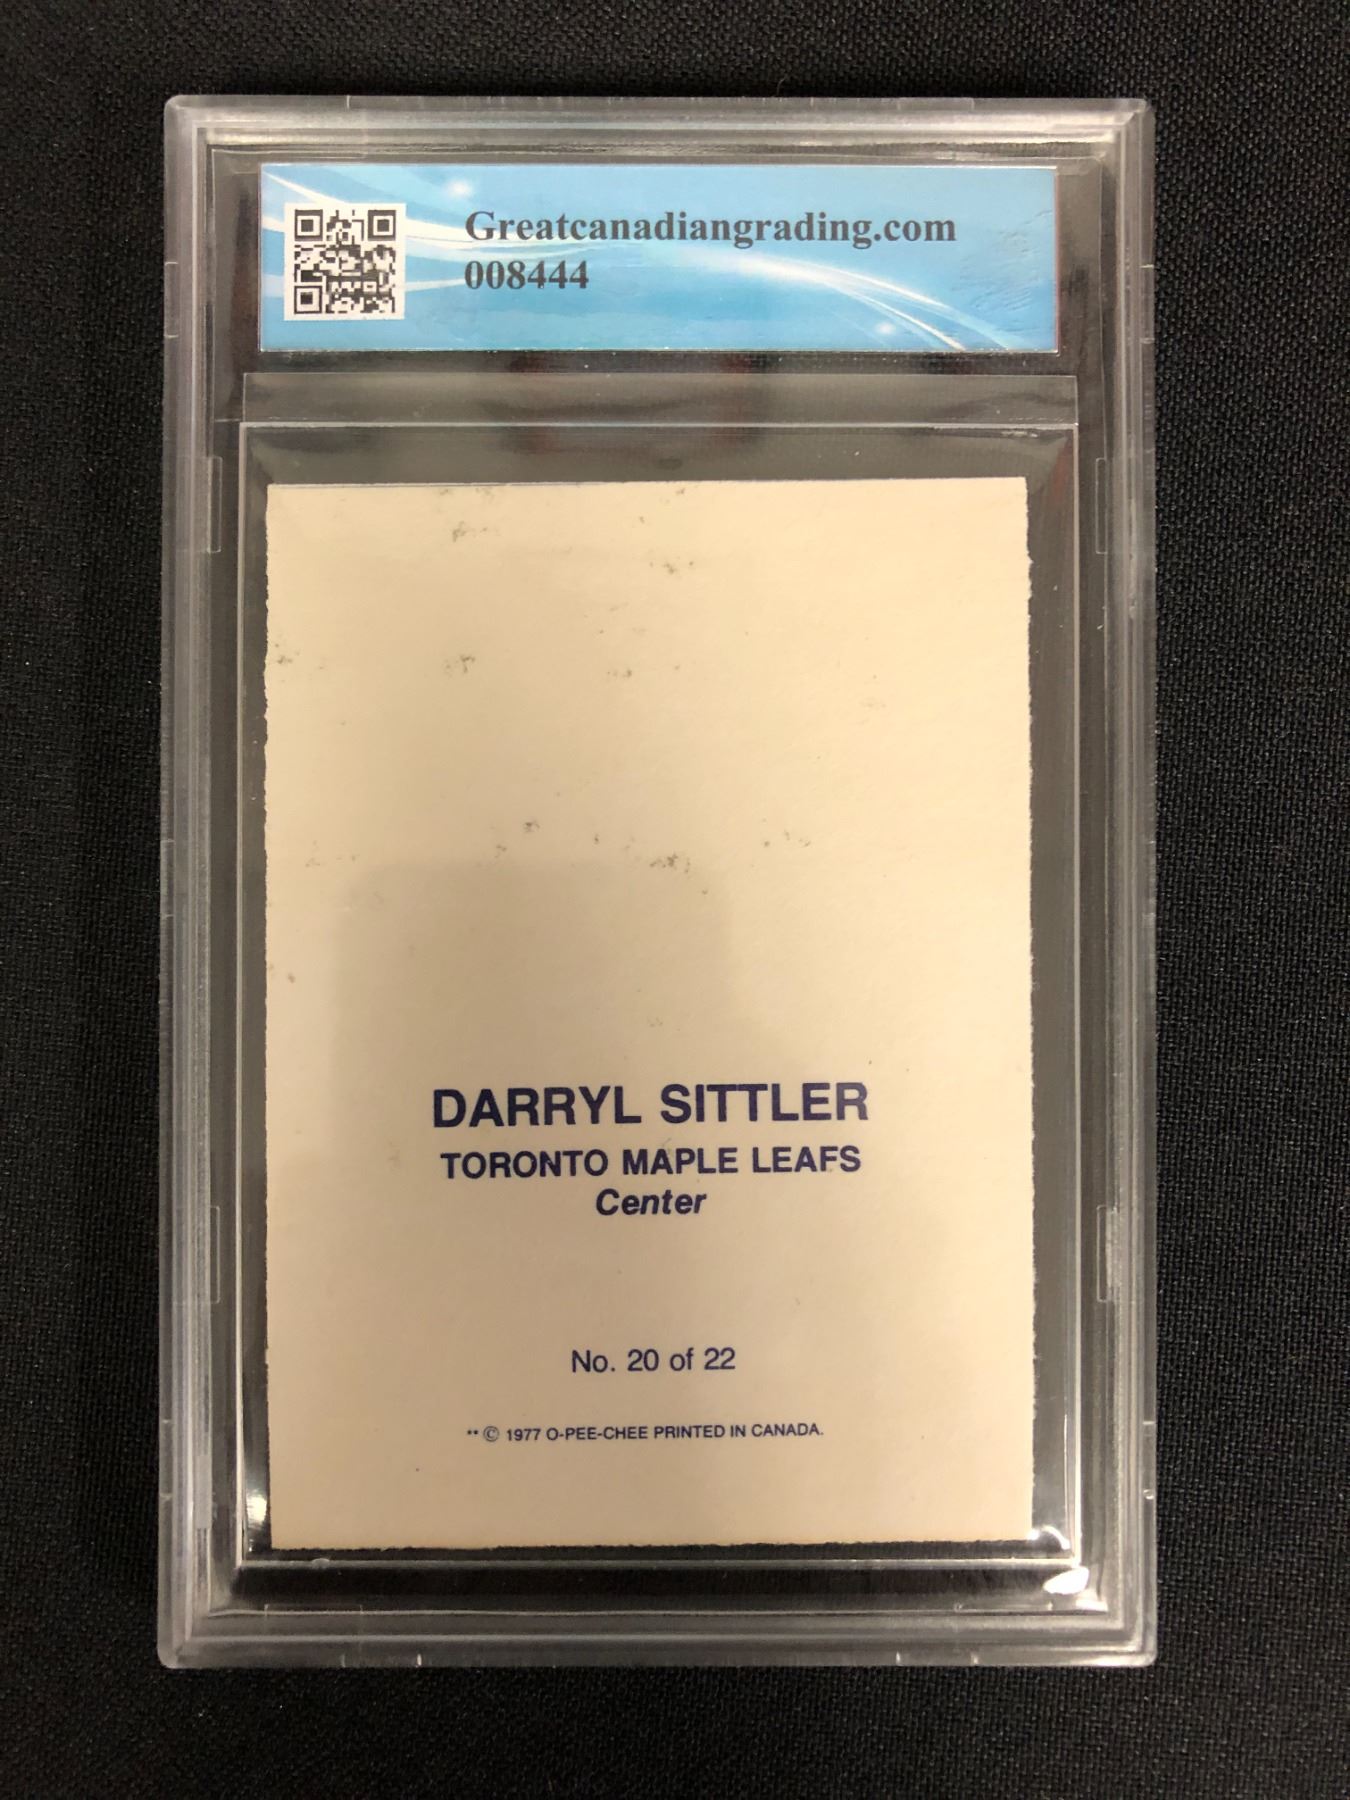 Greatcanadiangrading.com
008444
DARRYL SITTLER
TORONTO MAPLE LEAFS
Center
No. 20 of 22
** © 1977 O-PEE-CHEE PRINTED IN CANADA.